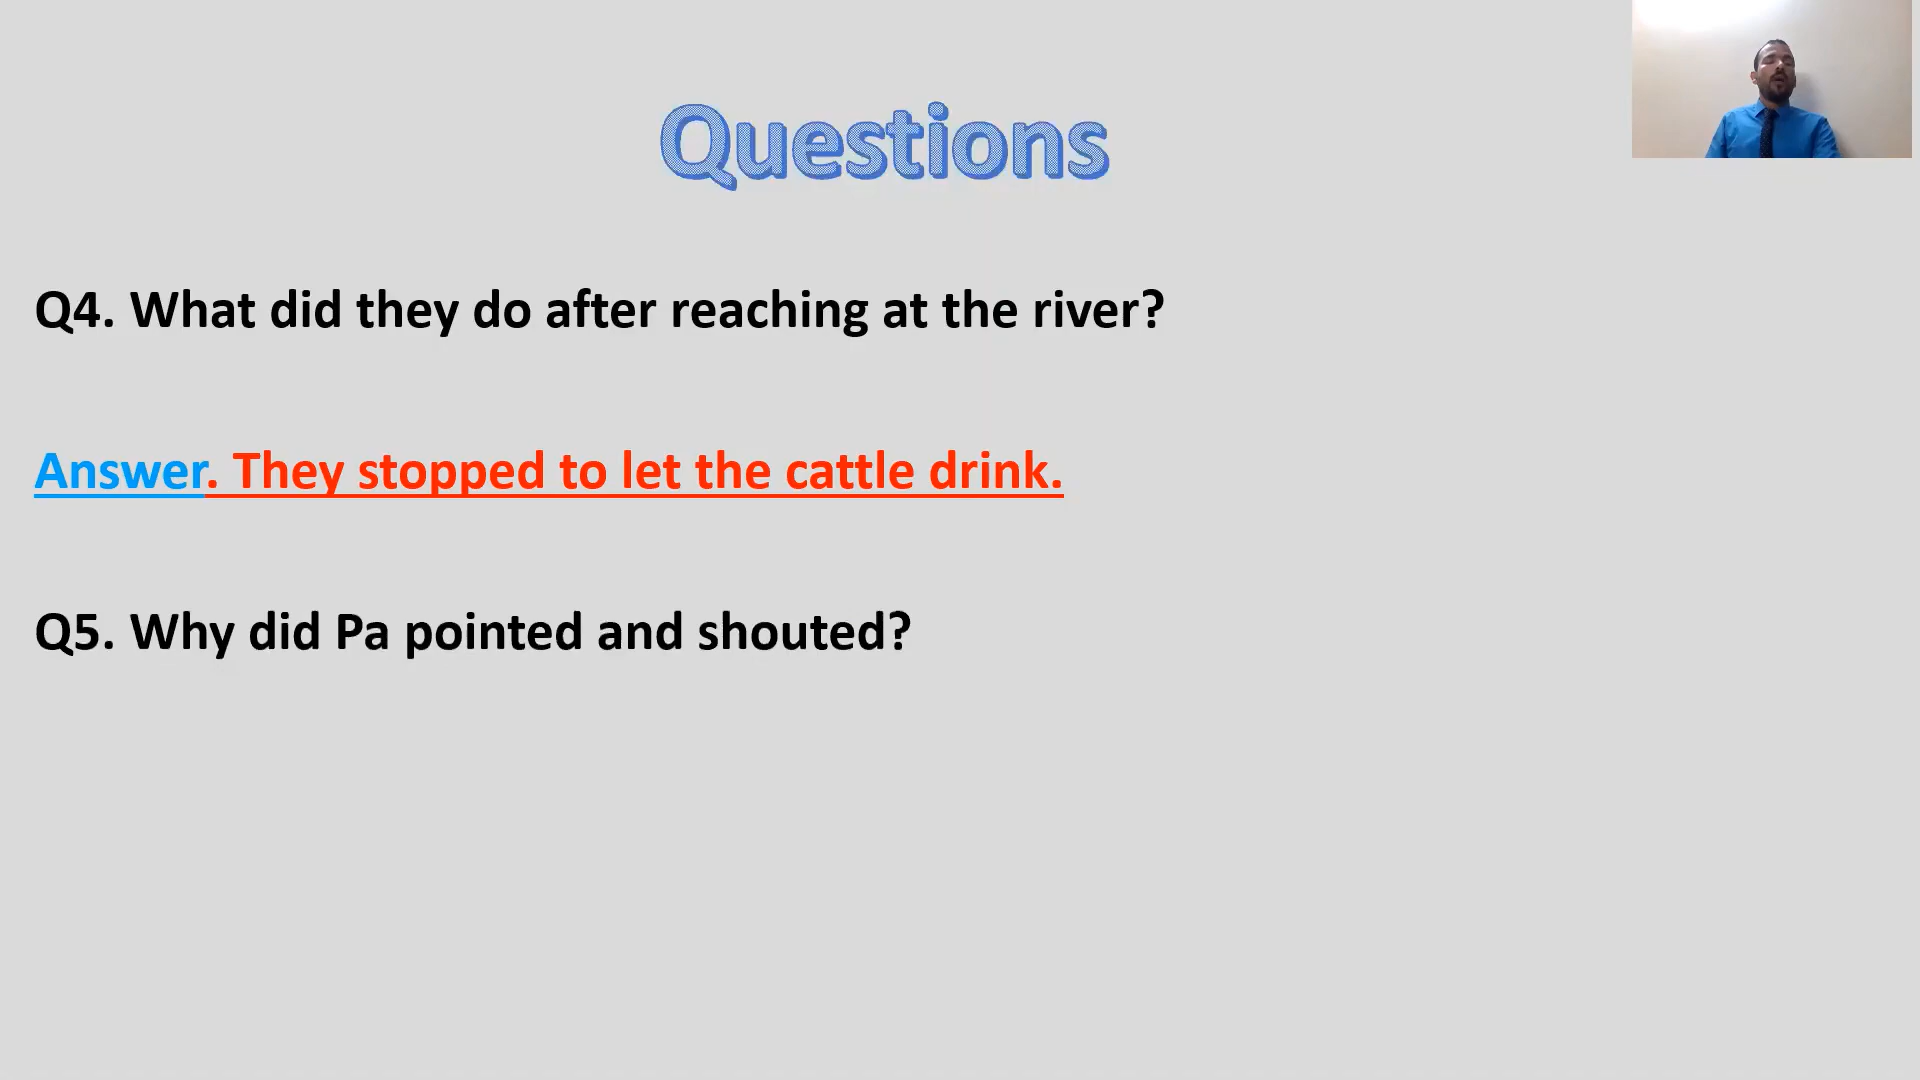 Questions
Q4. What did they do after reaching at the river?
Answer. They stopped to let the cattle drink.
Q5. Why did Pa pointed and shouted?